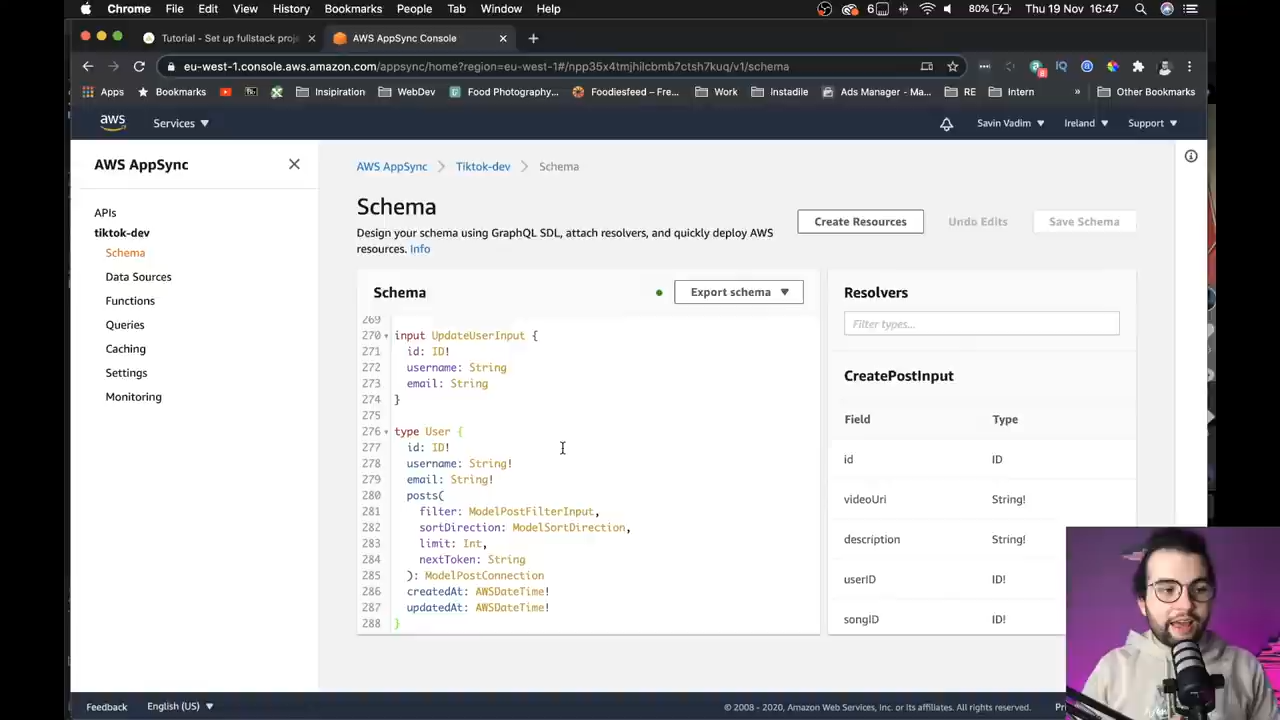 Chrome File Edit View History Bookmarks People Tab Window Help 6 80% Thu 19 Nov 16:47
Tutorial - Set up fullstack proj × AWS AppSync Console × +
eu-west-1.console.aws.amazon.com/appsync/home?region=eu-west-1#/npp35x4tmjhilcbmb7ctsh7kuq/v1/schema
Apps Bookmarks Insipiration WebDev Food Photography... Foodiesfeed – Fre... Work Instadile Ads Manager - Ma... RE Intern » Other Bookmarks
aws Services Savin Vadim Ireland Support
AWS AppSync
APIs
tiktok-dev
Schema
Data Sources
Functions
Queries
Caching
Settings
Monitoring
AWS AppSync > Tiktok-dev > Schema
Schema
Design your schema using GraphQL SDL, attach resolvers, and quickly deploy AWS
resources. Info
Create Resources Undo Edits Save Schema
Schema Export schema
269
270 input UpdateUserInput {
271 id: ID!
272 username: String
273 email: String
274 }
275
276 type User {
277 id: ID!
278 username: String!
279 email: String!
280 posts(
281 filter: ModelPostFilterInput,
282 sortDirection: ModelSortDirection,
283 limit: Int,
284 nextToken: String
285 ): ModelPostConnection
286 createdAt: AWSDateTime!
287 updatedAt: AWSDateTime!
288 }
Resolvers
Filter types...
CreatePostInput
Field Type
id ID
videoUri String!
description String!
userID ID!
songID ID!
Feedback English (US) © 2008 - 2020, Amazon Web Services, Inc. or its affiliates. All rights reserved.